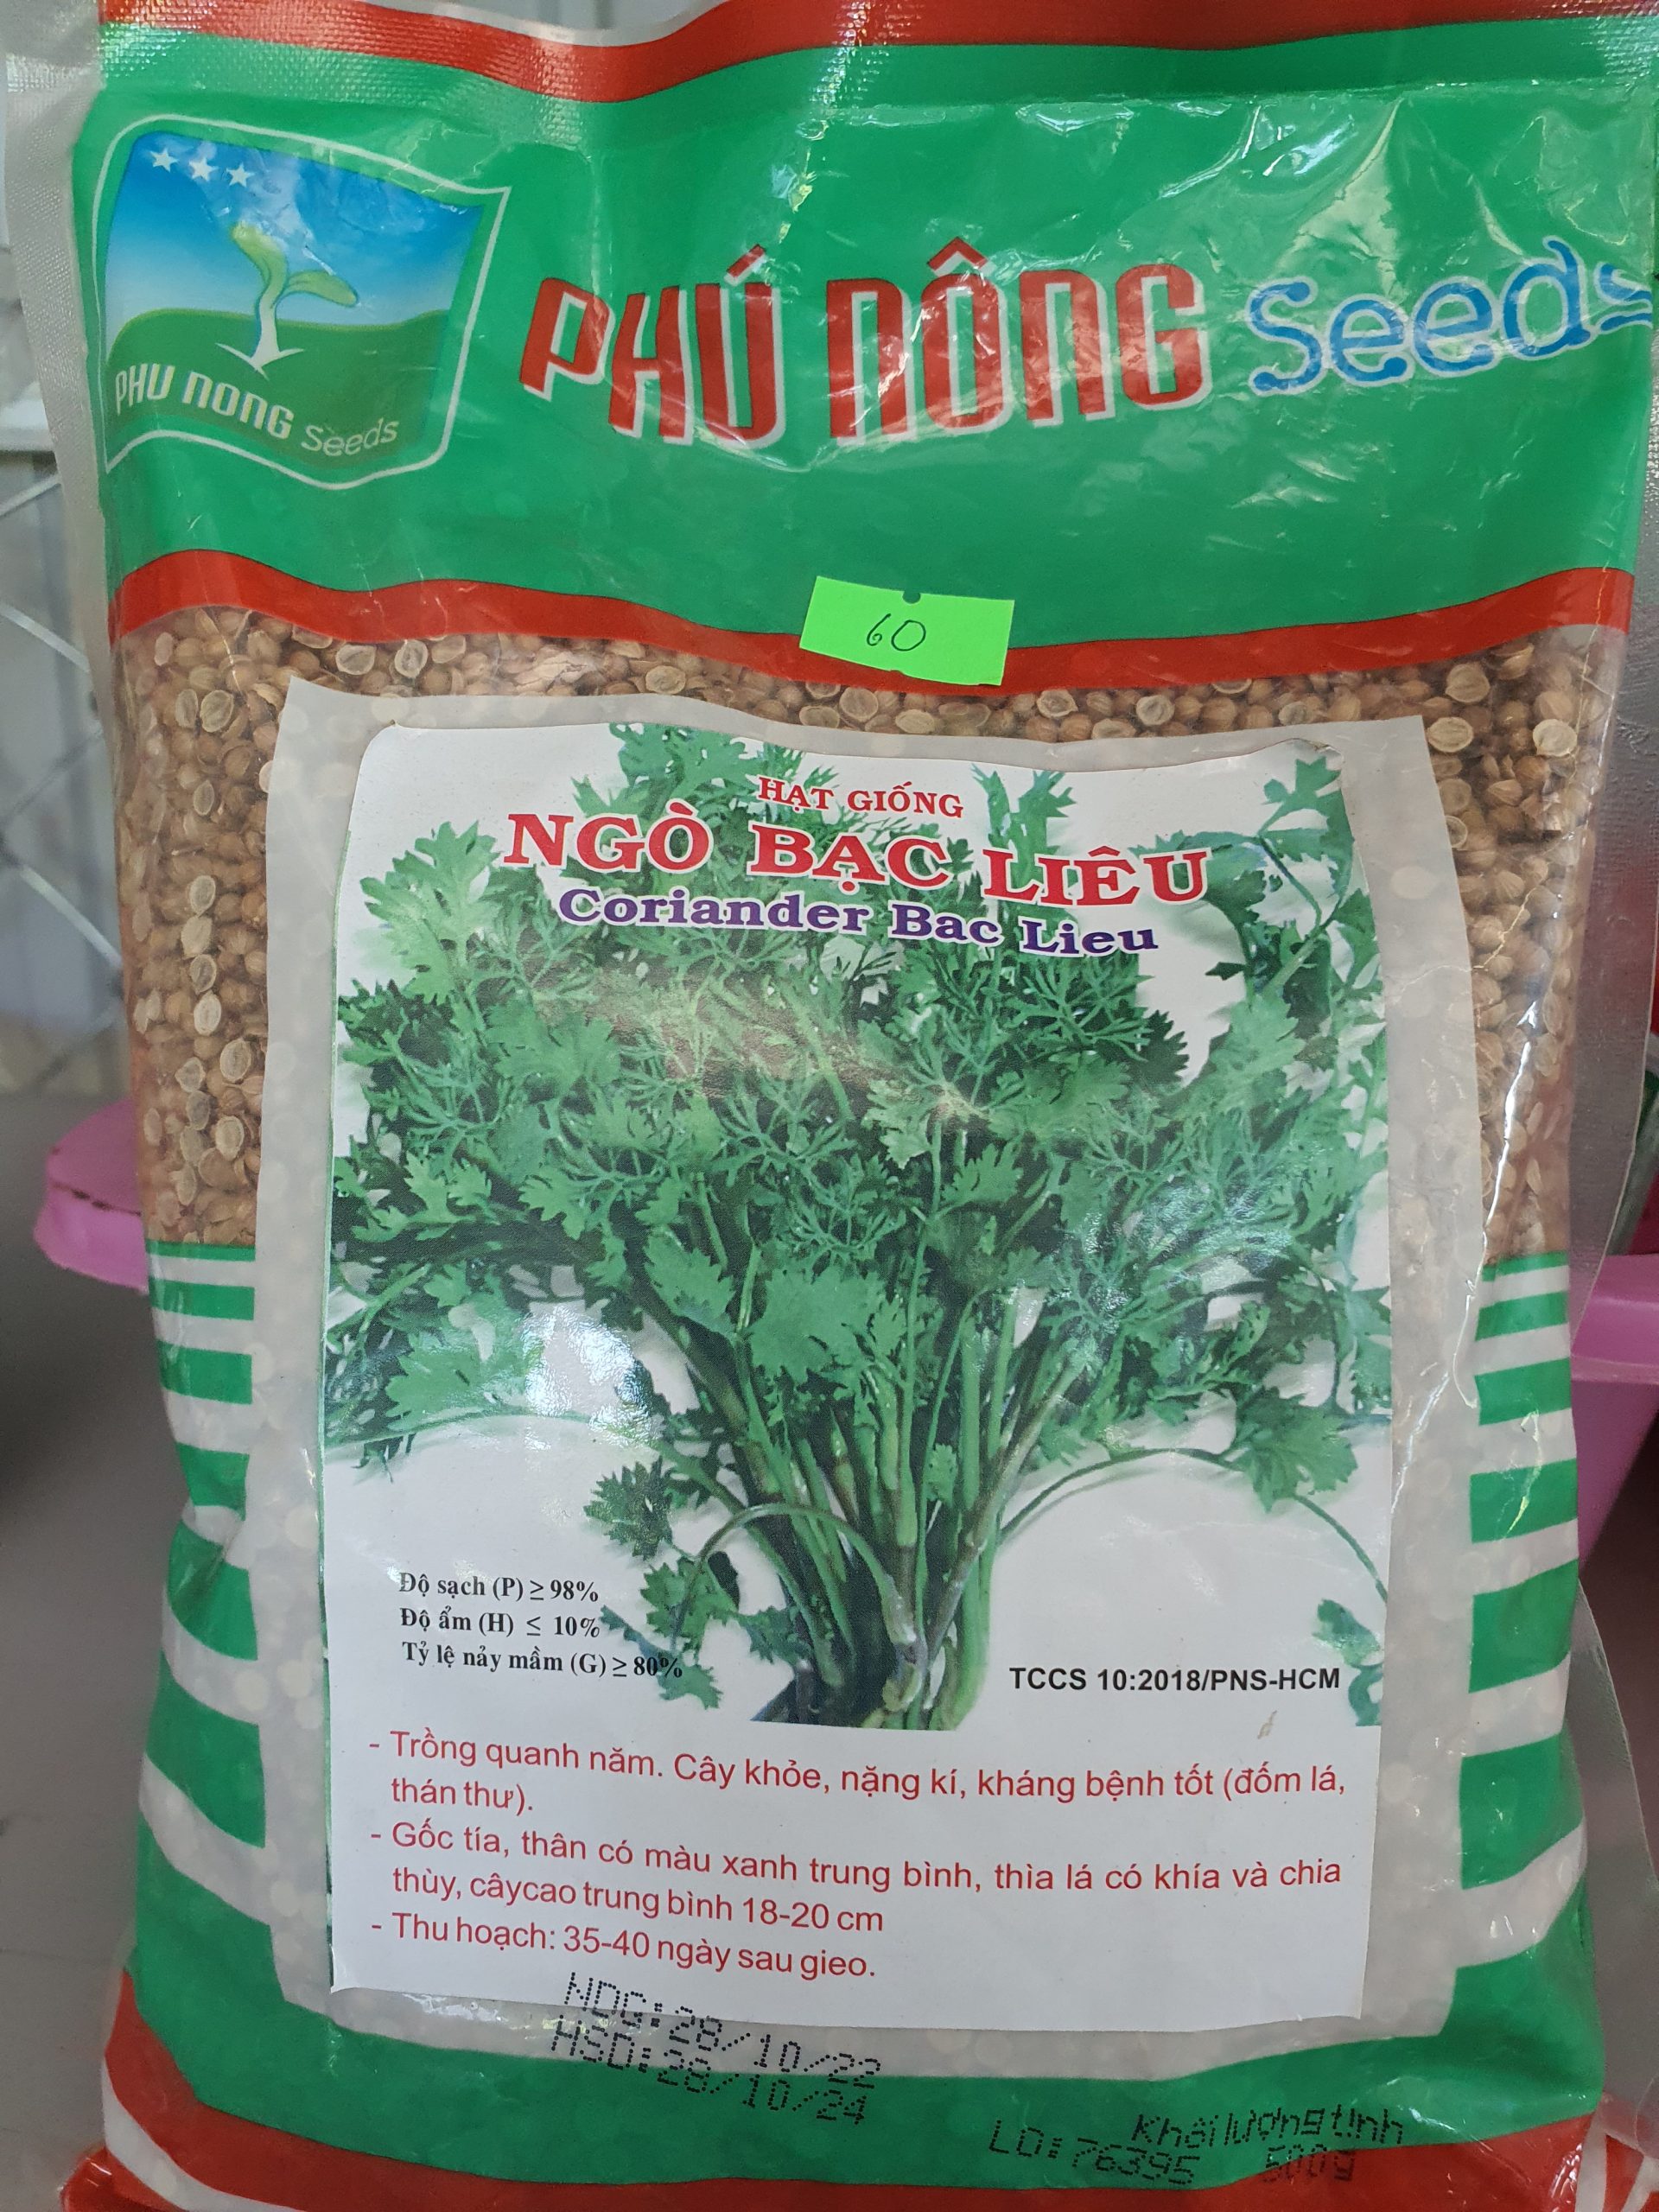 PHU NONG Seeds
PHÚ NÔNG Seeds
60
HẠT GIỐNG
NGÒ BẠC LIÊU
Coriander Bac Lieu
Độ sạch (P) ≥ 98%
Độ ẩm (H) ≤ 10%
Tỷ lệ nảy mầm (G) ≥ 80%
TCCS 10:2018/PNS-HCM
- Trồng quanh năm. Cây khỏe, nặng kí, kháng bệnh tốt (đốm lá,
thán thư).
- Gốc tía, thân có màu xanh trung bình, thìa lá có khía và chia
thùy, câycao trung bình 18-20 cm
- Thu hoạch: 35-40 ngày sau gieo.
NDG:28/10/22
HSD:28/10/24
Khối lượng tịnh
LO:76395 500g